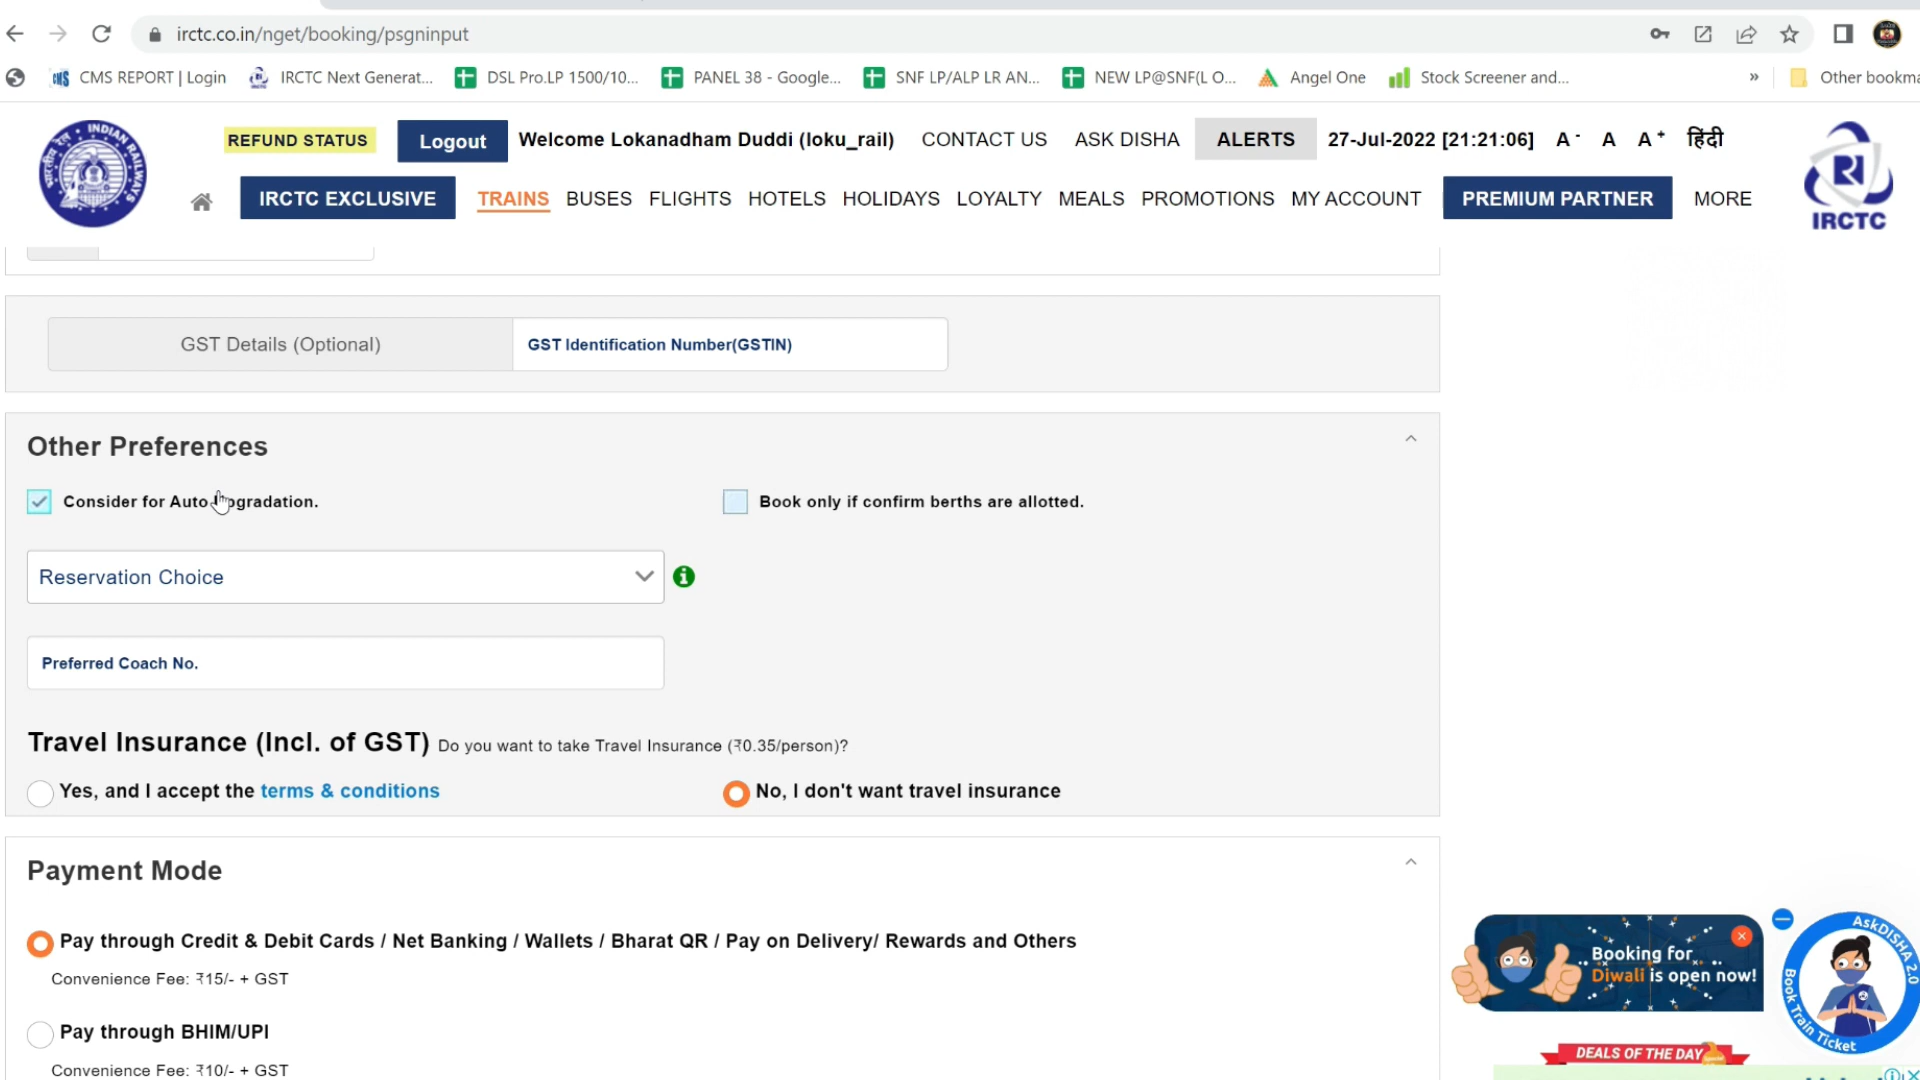 irctc.co.in/nget/booking/psgninput
CMS CMS REPORT | Login IRCTC Next Generat... DSL Pro.LP 1500/10... PANEL 38 - Google... SNF LP/ALP LR AN... NEW LP@SNF(L O... Angel One Stock Screener and... » Other bookma
INDIAN RAILWAYS
REFUND STATUS Logout Welcome Lokanadham Duddi (loku_rail) CONTACT US ASK DISHA ALERTS 27-Jul-2022 [21:21:06] A- A A+ हिंदी
IRCTC EXCLUSIVE TRAINS BUSES FLIGHTS HOTELS HOLIDAYS LOYALTY MEALS PROMOTIONS MY ACCOUNT PREMIUM PARTNER MORE
IRCTC
GST Details (Optional) GST Identification Number(GSTIN)
Other Preferences
Consider for Auto Upgradation. Book only if confirm berths are allotted.
Reservation Choice
Preferred Coach No.
Travel Insurance (Incl. of GST) Do you want to take Travel Insurance (₹0.35/person)?
Yes, and I accept the terms & conditions No, I don't want travel insurance
Payment Mode
Pay through Credit & Debit Cards / Net Banking / Wallets / Bharat QR / Pay on Delivery/ Rewards and Others
Convenience Fee: ₹15/- + GST
Pay through BHIM/UPI
Convenience Fee: ₹10/- + GST
Booking for
Diwali is open now!
AskDISHA 2.0
Book Train Ticket
DEALS OF THE DAY